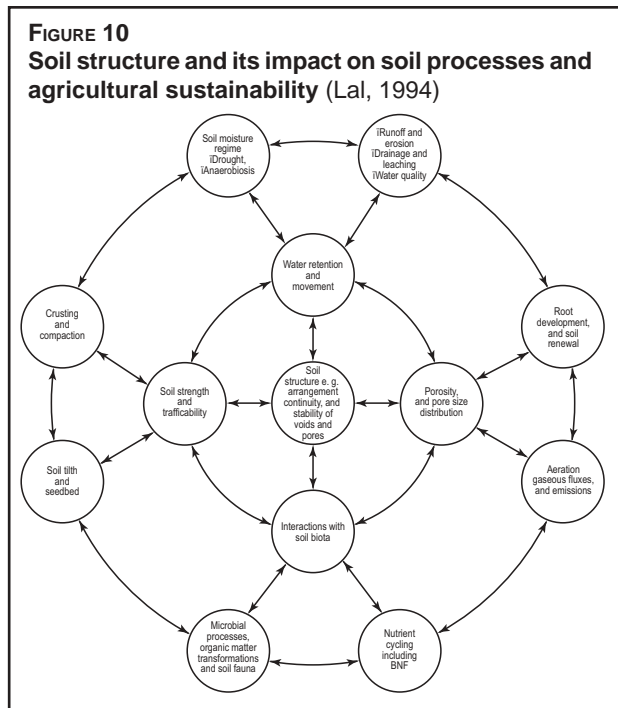 FIGURE 10
Soil structure and its impact on soil processes and
agricultural sustainability (Lal, 1994)
Soil moisture
regime
ïDrought,
ïAnaerobiosis
ïRunoff and
erosion
ïDrainage and
leaching
ïWater quality
Water retention
and
movement
Crusting
and
compaction
Root
development,
and soil
renewal
Soil strength
and
trafficability
Soil
structure e. g.
arrangement
continuity, and
stability of
voids and
pores
Porosity,
and pore size
distribution
Soil tilth
and
seedbed
Aeration
gaseous fluxes,
and emissions
Interactions with
soil biota
Microbial
processes,
organic matter
transformations
and soil fauna
Nutrient
cycling
including
BNF